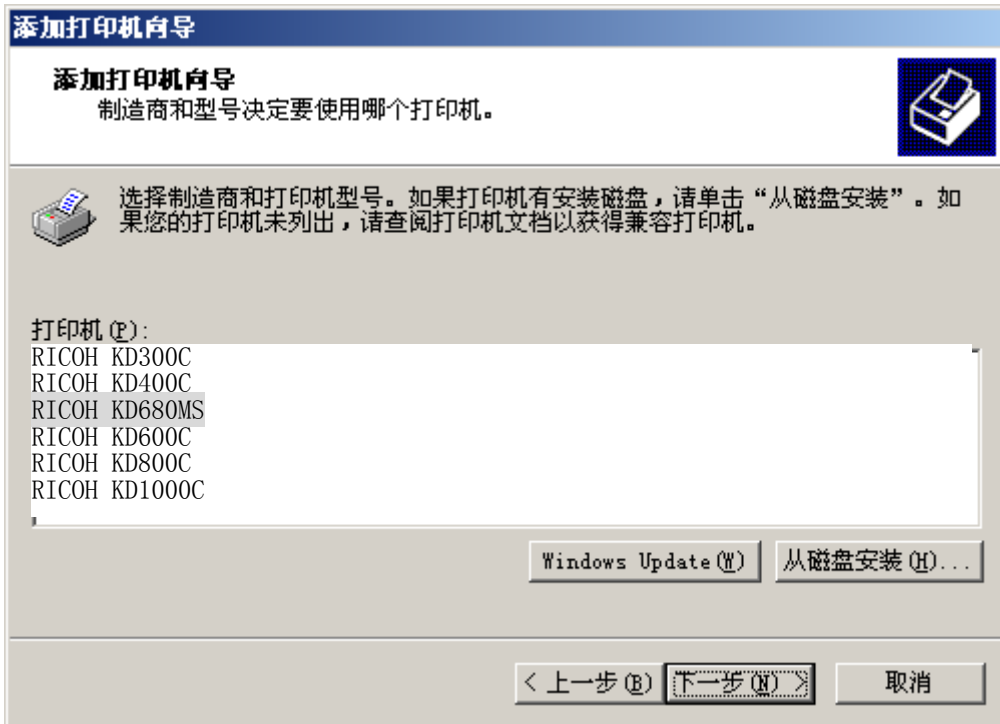 添加打印机向导
添加打印机向导
制造商和型号决定要使用哪个打印机。
选择制造商和打印机型号。如果打印机有安装磁盘，请单击“从磁盘安装”。如
果您的打印机未列出，请查阅打印机文档以获得兼容打印机。
打印机(P):
RICOH KD300C
RICOH KD400C
RICOH KD680MS
RICOH KD600C
RICOH KD800C
RICOH KD1000C
Windows Update(W) 从磁盘安装(H)...
< 上一步(B) 下一步(N) > 取消